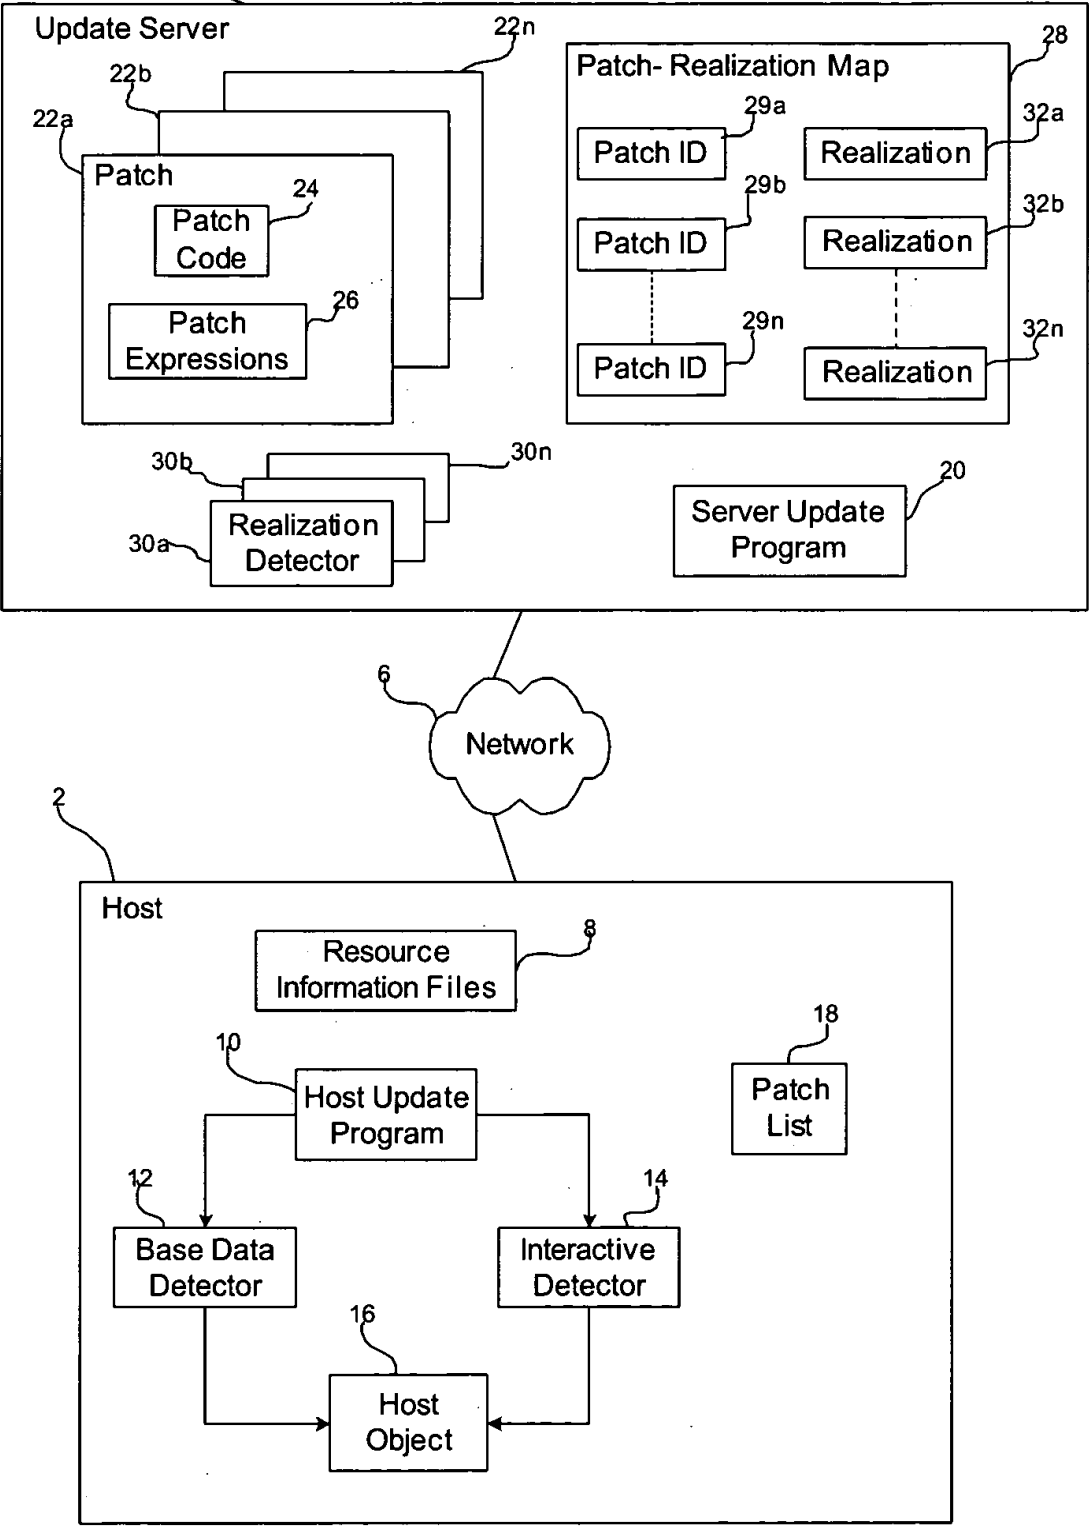 Update Server
22n
22b
22a
Patch
24
Patch
Code
26
Patch
Expressions
28
Patch- Realization Map
29a
32a
Patch ID
Realization
29b
32b
Patch ID
Realization
29n
32n
Patch ID
Realization
30n
30b
30a
Realization
Detector
20
Server Update
Program
6
Network
2
Host
8
Resource
Information Files
18
Patch
List
10
Host Update
Program
12
Base Data
Detector
14
Interactive
Detector
16
Host
Object